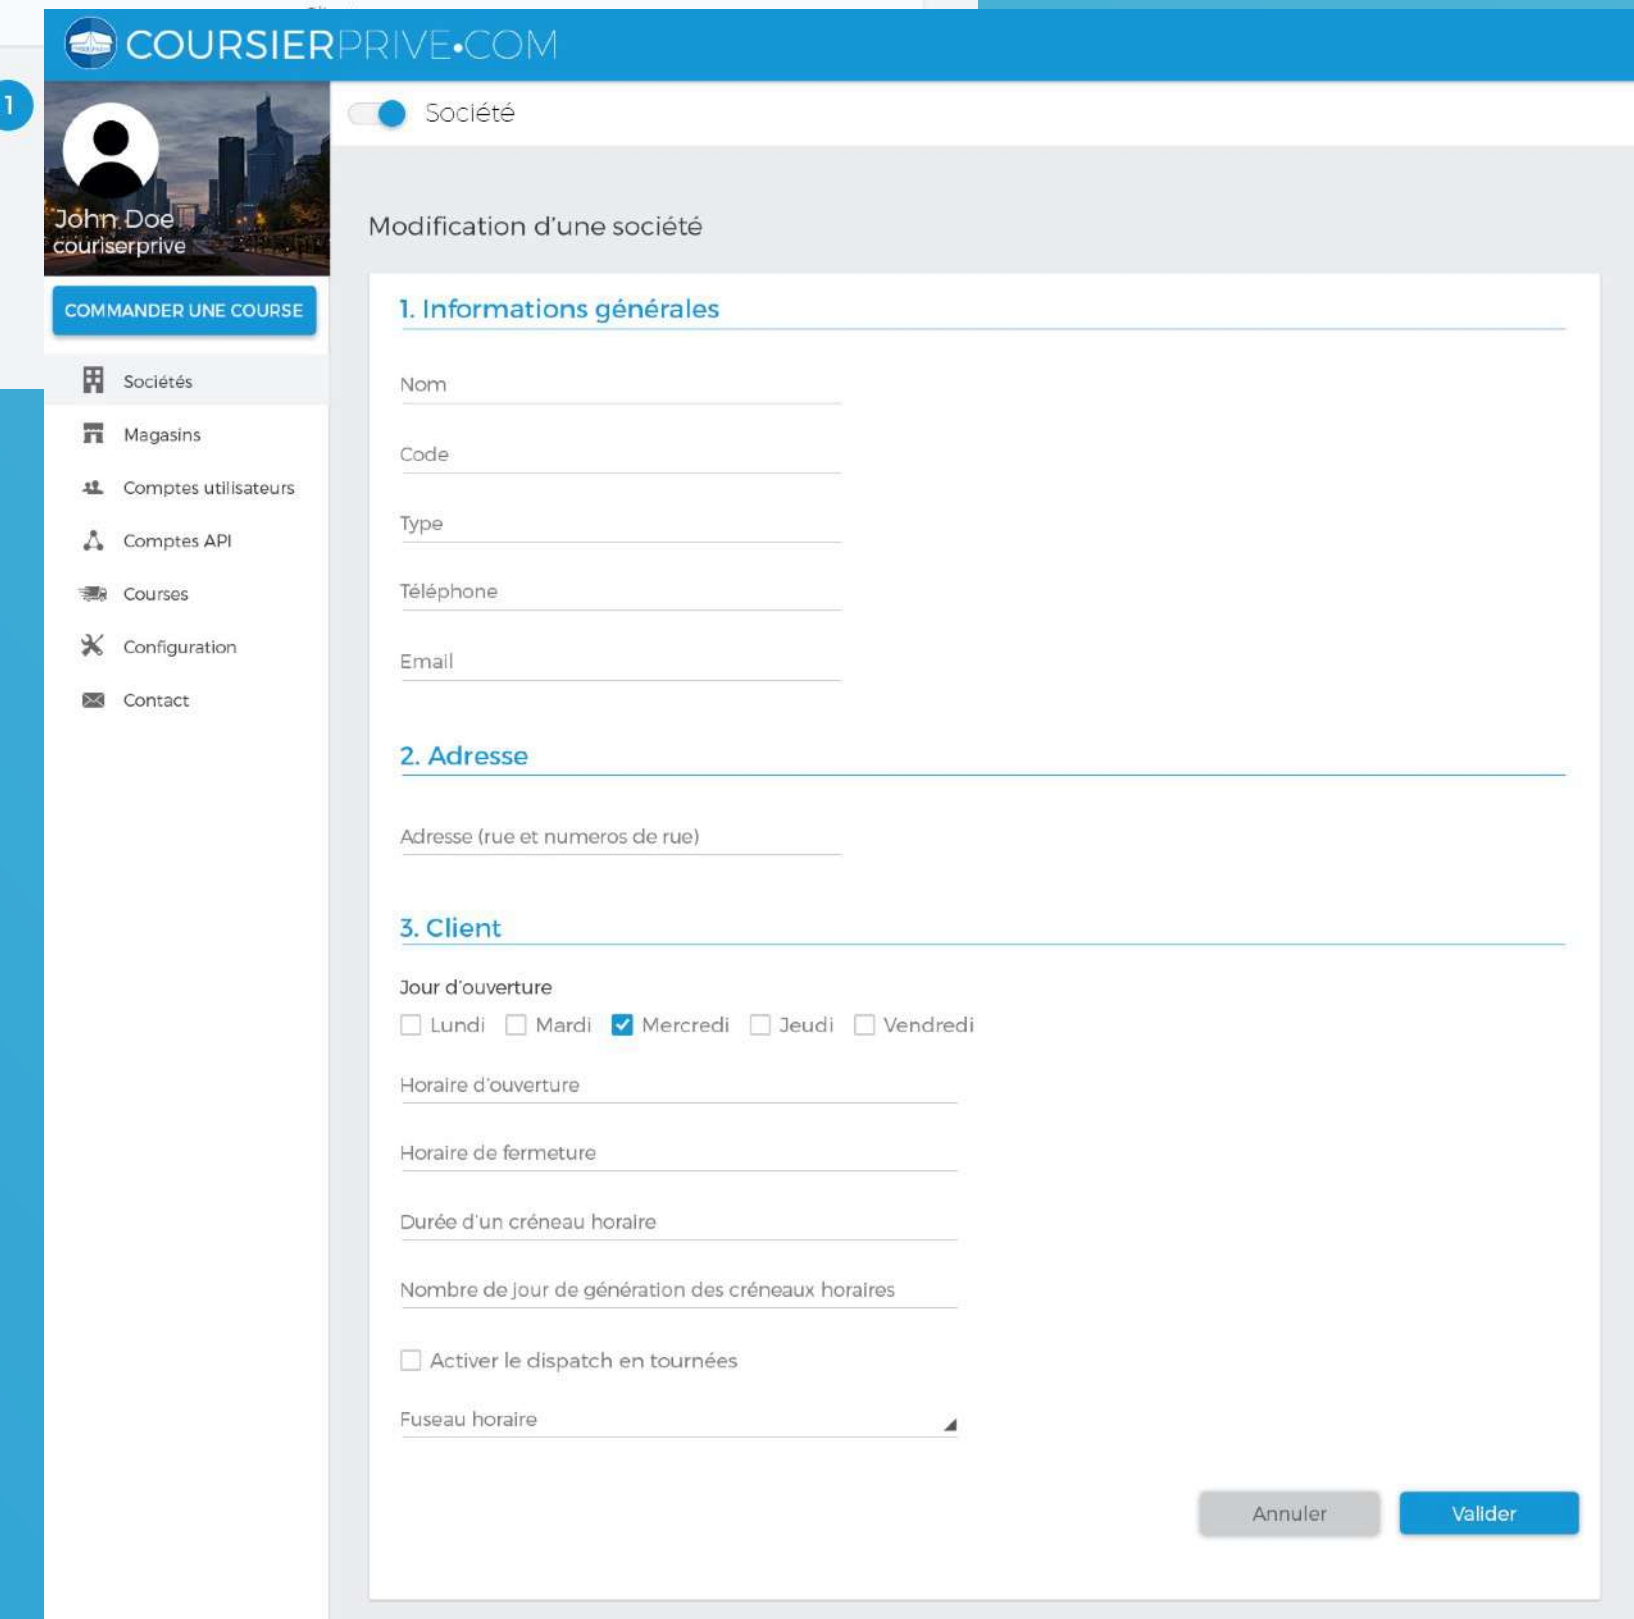 COURSIERPRIVE•COM
1
Société
John Doe
couriserprive
Modification d'une société
COMMANDER UNE COURSE
Sociétés
Magasins
Comptes utilisateurs
Comptes API
Courses
Configuration
Contact
1. Informations générales
Nom
Code
Type
Téléphone
Email
2. Adresse
Adresse (rue et numeros de rue)
3. Client
Jour d'ouverture
Lundi Mardi Mercredi Jeudi Vendredi
Horaire d'ouverture
Horaire de fermeture
Durée d'un créneau horaire
Nombre de jour de génération des créneaux horaires
Activer le dispatch en tournées
Fuseau horaire
Annuler Valider